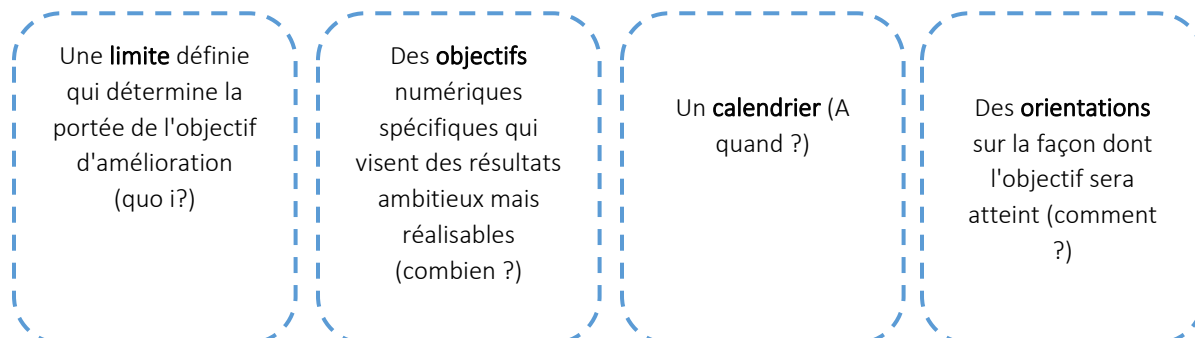 Une limite définie
qui détermine la
portée de l'objectif
d'amélioration
(quo i?)
Des objectifs
numériques
spécifiques qui
visent des résultats
ambitieux mais
réalisables
(combien ?)
Un calendrier (A
quand ?)
Des orientations
sur la façon dont
l'objectif sera
atteint (comment
?)